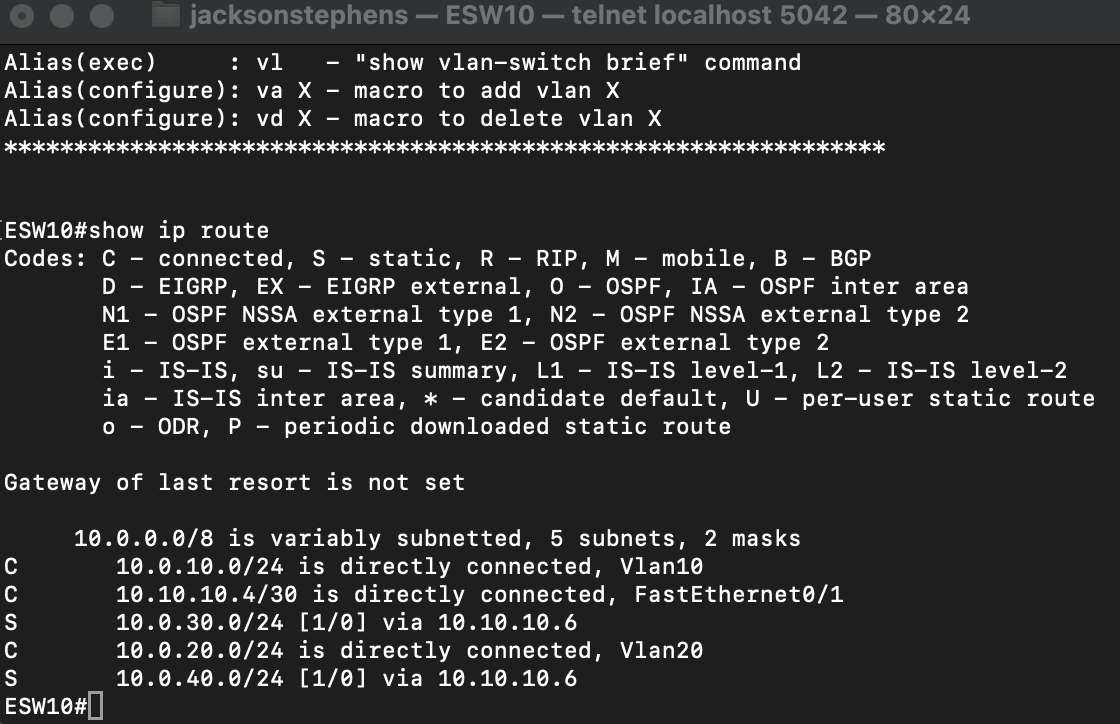 jacksonstephens — ESW10 — telnet localhost 5042 — 80×24
Alias(exec)     : vl   - "show vlan-switch brief" command
Alias(configure): va X - macro to add vlan X
Alias(configure): vd X - macro to delete vlan X
***************************************************************
ESW10#show ip route
Codes: C - connected, S - static, R - RIP, M - mobile, B - BGP
       D - EIGRP, EX - EIGRP external, O - OSPF, IA - OSPF inter area
       N1 - OSPF NSSA external type 1, N2 - OSPF NSSA external type 2
       E1 - OSPF external type 1, E2 - OSPF external type 2
       i - IS-IS, su - IS-IS summary, L1 - IS-IS level-1, L2 - IS-IS level-2
       ia - IS-IS inter area, * - candidate default, U - per-user static route
       o - ODR, P - periodic downloaded static route
Gateway of last resort is not set
     10.0.0.0/8 is variably subnetted, 5 subnets, 2 masks
C       10.0.10.0/24 is directly connected, Vlan10
C       10.10.10.4/30 is directly connected, FastEthernet0/1
S       10.0.30.0/24 [1/0] via 10.10.10.6
C       10.0.20.0/24 is directly connected, Vlan20
S       10.0.40.0/24 [1/0] via 10.10.10.6
ESW10#